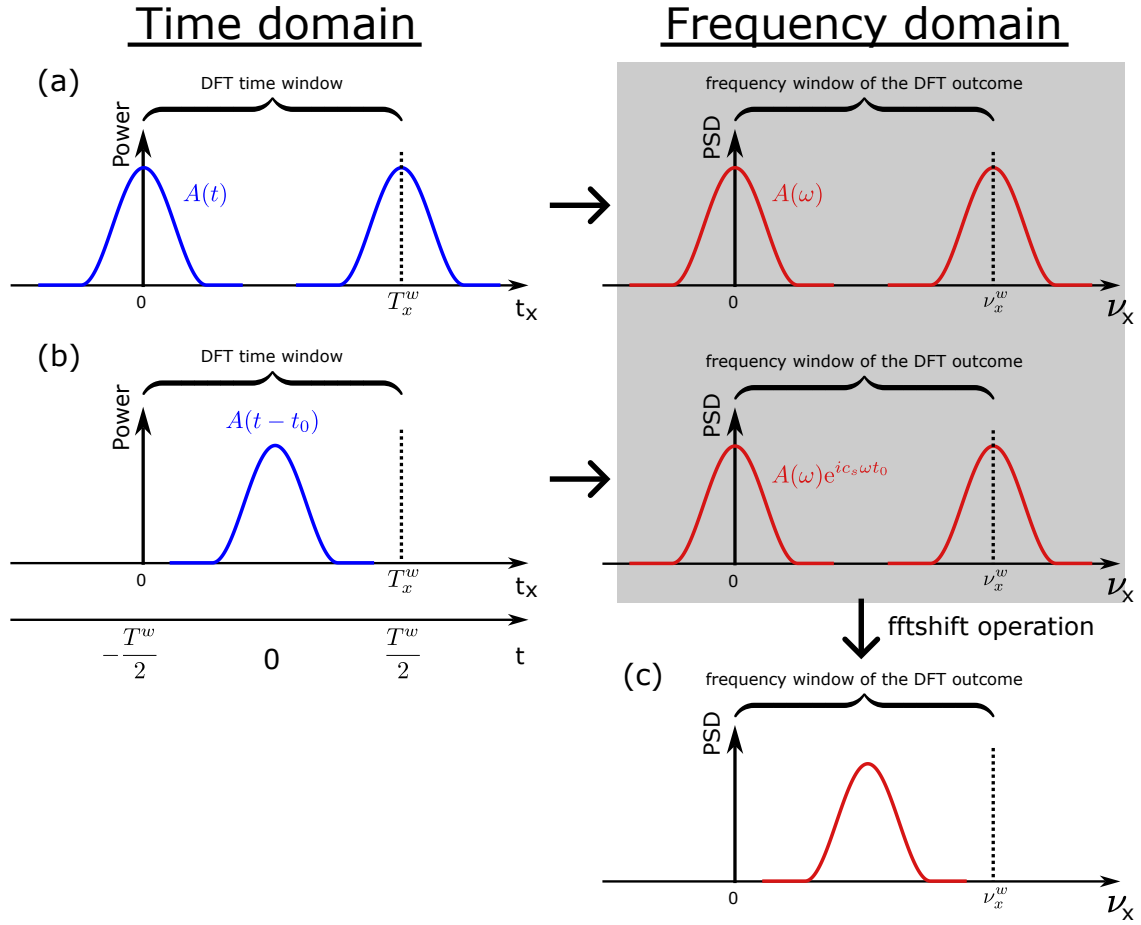 Time domain
Frequency domain
(a)
DFT time window
Power
A(t)
0
T_x^w
t_x
frequency window of the DFT outcome
PSD
A(ω)
0
ν_x^w
ν_x
(b)
DFT time window
Power
A(t − t_0)
0
T_x^w
t_x
−T^w/2
0
T^w/2
t
frequency window of the DFT outcome
PSD
A(ω)e^{ic_sωt_0}
0
ν_x^w
ν_x
fftshift operation
(c)
frequency window of the DFT outcome
PSD
0
ν_x^w
ν_x